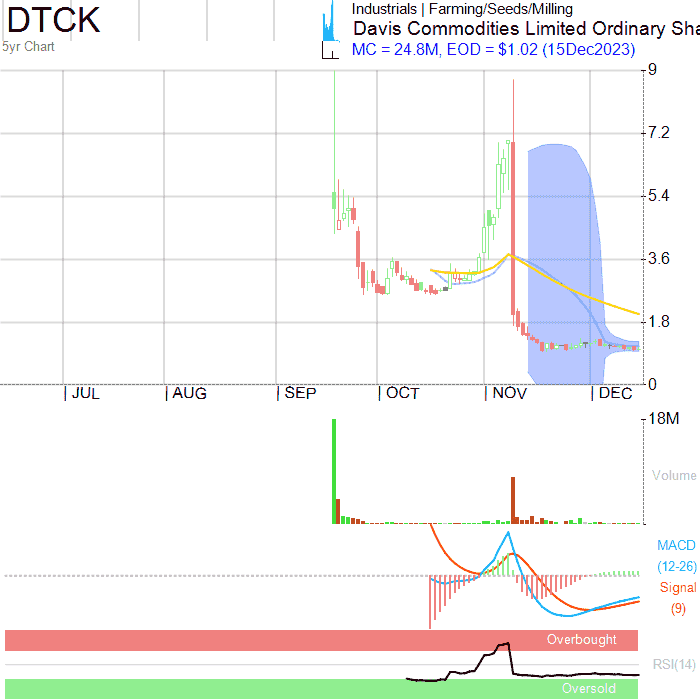 DTCK
5yr Chart
Industrials | Farming/Seeds/Milling
Davis Commodities Limited Ordinary Sha
MC = 24.8M, EOD = $1.02 (15Dec2023)
9
7.2
5.4
3.6
1.8
0
JUL
AUG
SEP
OCT
NOV
DEC
18M
Volume
MACD
(12-26)
Signal
(9)
Overbought
RSI(14)
Oversold